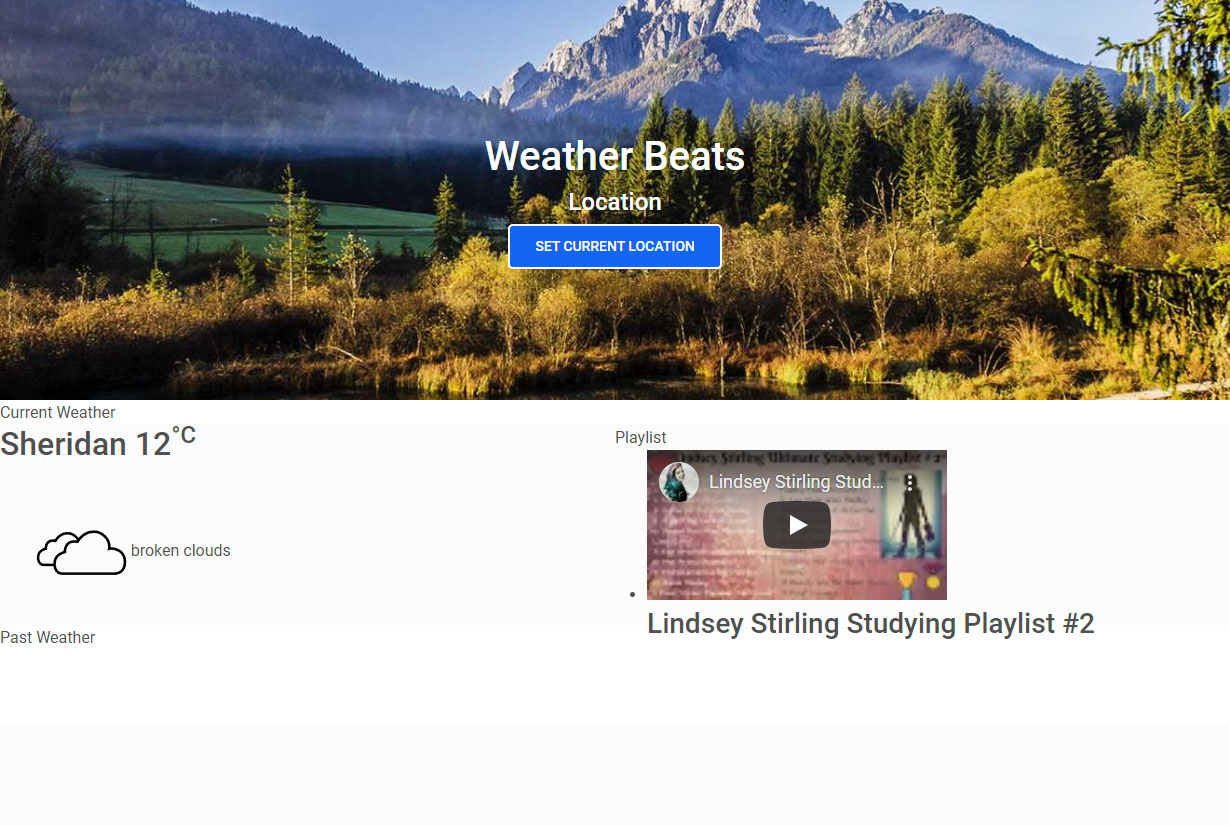 Weather Beats
Location
SET CURRENT LOCATION
Current Weather
Sheridan 12°C
broken clouds
Past Weather
Playlist
Lindsey Stirling Stud...
Lindsey Stirling Studying Playlist #2